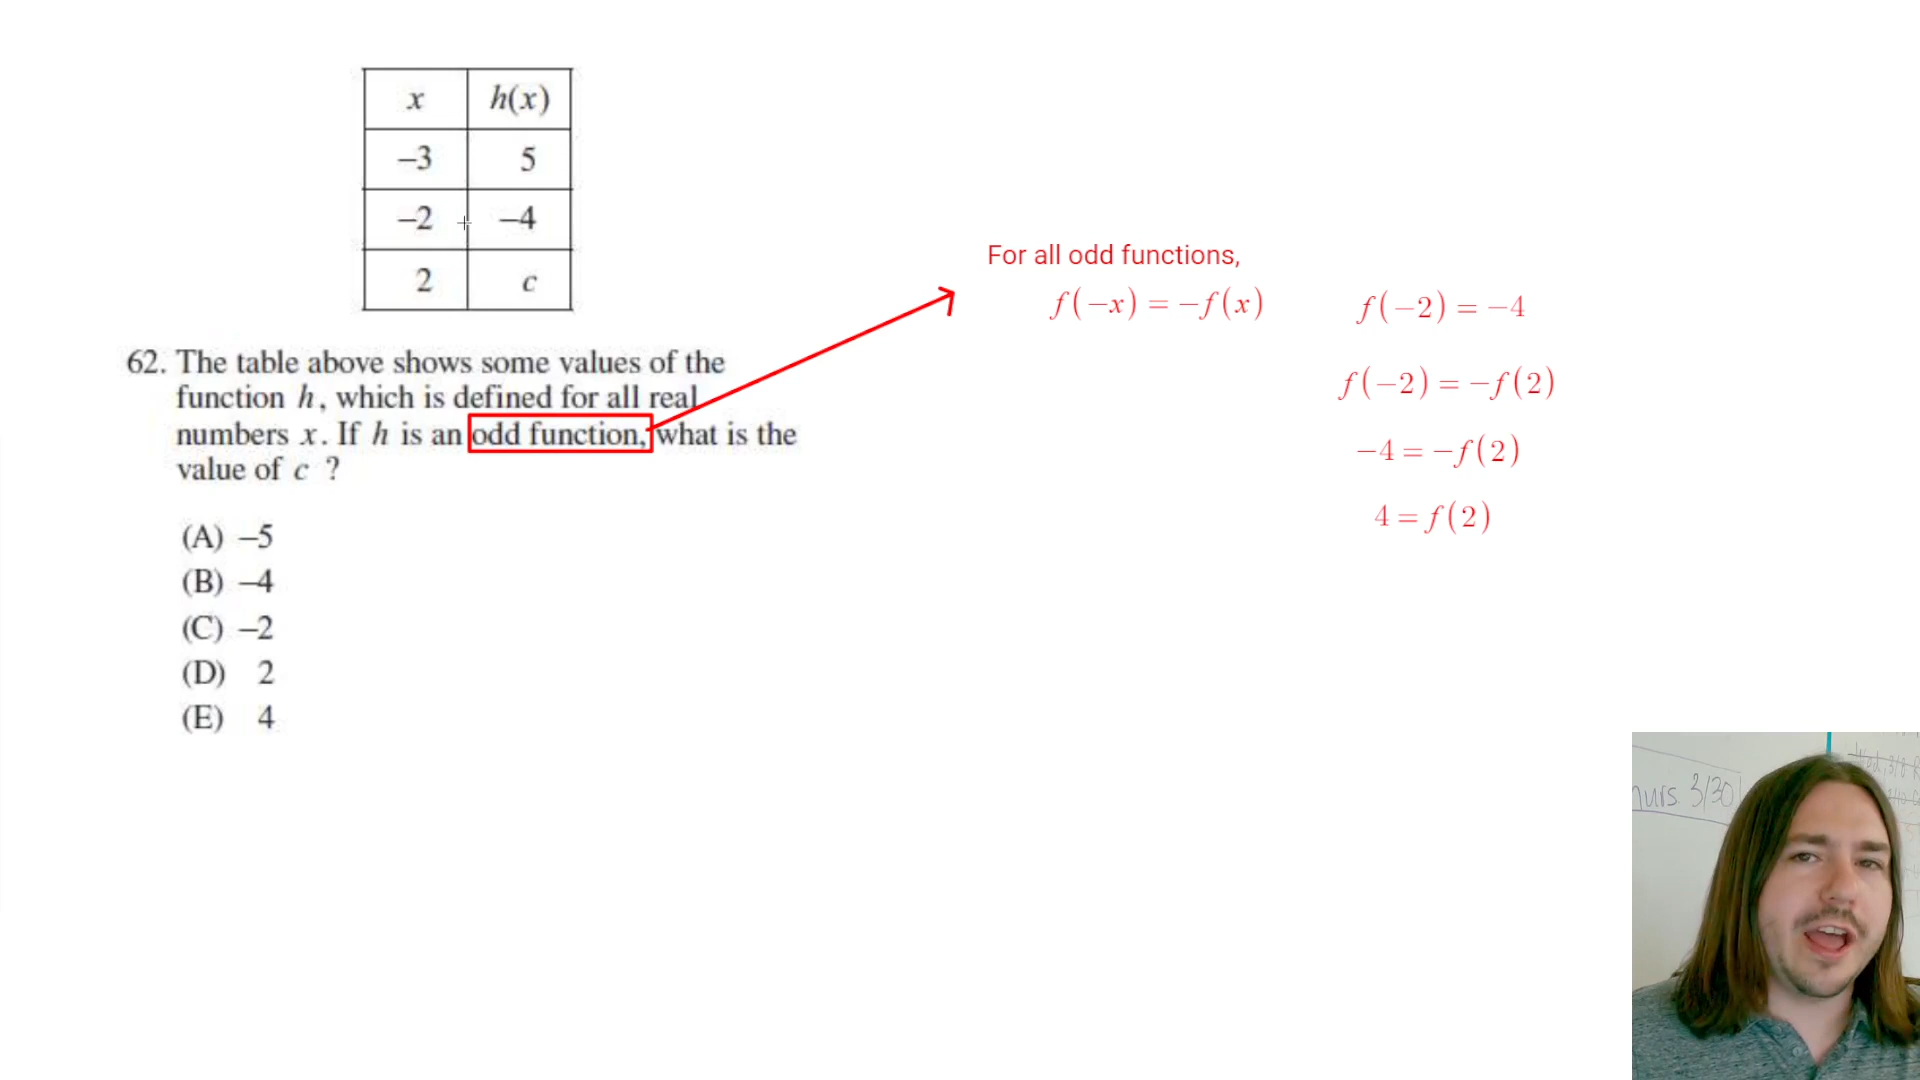 x h(x)
−3 5
−2 −4
2 c
For all odd functions,
f(−x) = −f(x)
f(−2) = −4
f(−2) = −f(2)
−4 = −f(2)
4 = f(2)
62. The table above shows some values of the
function h, which is defined for all real
numbers x. If h is an odd function, what is the
value of c ?
(A) −5
(B) −4
(C) −2
(D) 2
(E) 4
3/30